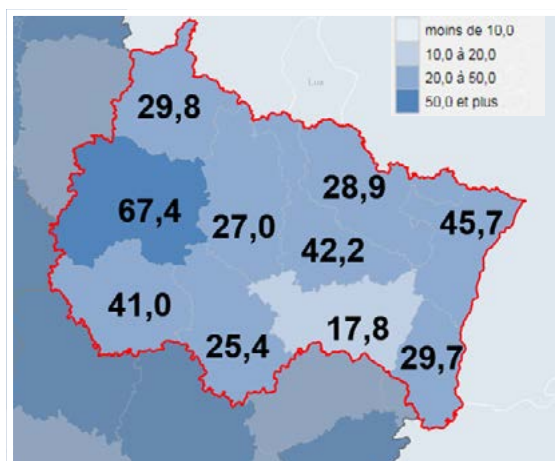 moins de 10,0
10,0 à 20,0
20,0 à 50,0
50,0 et plus
29,8
67,4
27,0
28,9
45,7
42,2
41,0
25,4
17,8
29,7